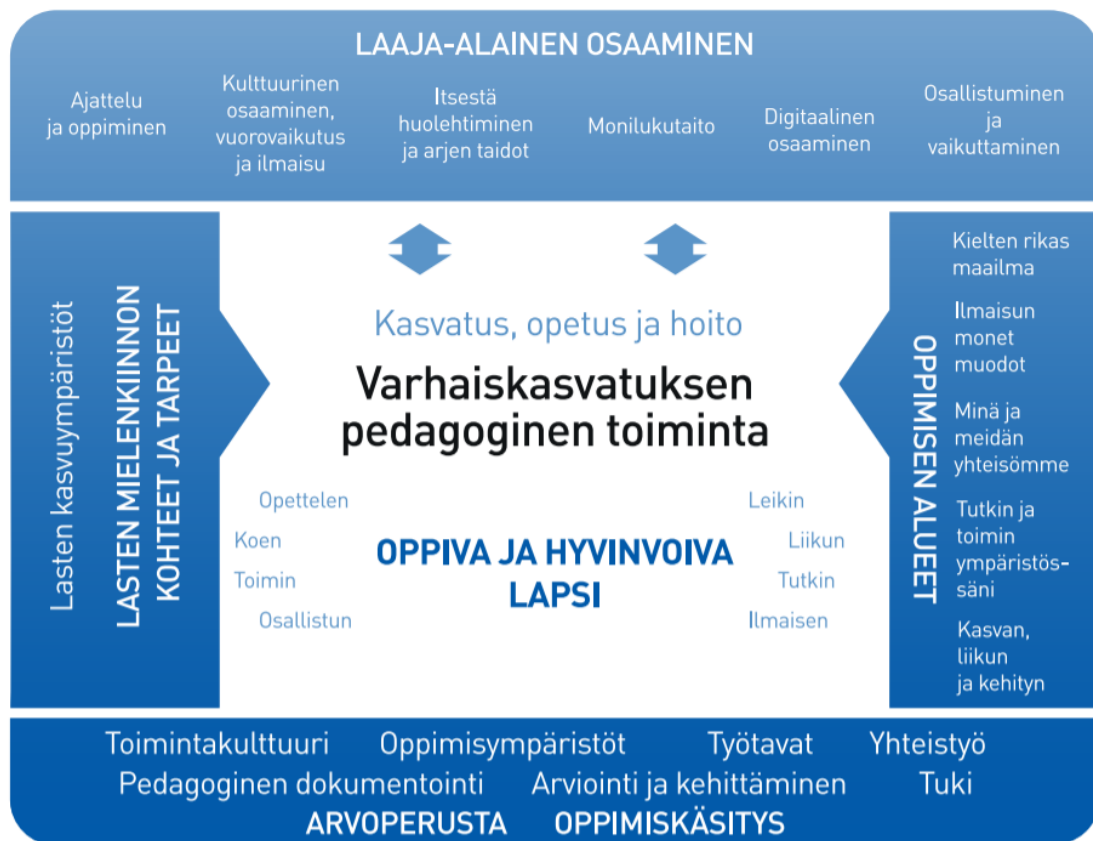 LAAJA-ALAINEN OSAAMINEN
Ajattelu
ja oppiminen
Kulttuurinen
osaaminen,
vuorovaikutus
ja ilmaisu
Itsestä
huolehtiminen
ja arjen taidot
Monilukutaito
Digitaalinen
osaaminen
Osallistuminen
ja
vaikuttaminen
Lasten kasvuympäristöt
LASTEN MIELENKIINNON
KOHTEET JA TARPEET
Kasvatus, opetus ja hoito
Varhaiskasvatuksen
pedagoginen toiminta
Opettelen
Koen
Toimin
Osallistun
OPPIVA JA HYVINVOIVA
LAPSI
Leikin
Liikun
Tutkin
Ilmaisen
OPPIMISEN ALUEET
Kielten rikas
maailma
Ilmaisun
monet
muodot
Minä ja
meidän
yhteisömme
Tutkin ja
toimin
ympäristös-
säni
Kasvan,
liikun
ja kehityn
Toimintakulttuuri Oppimisympäristöt Työtavat Yhteistyö
Pedagoginen dokumentointi Arviointi ja kehittäminen Tuki
ARVOPERUSTA OPPIMISKÄSITYS